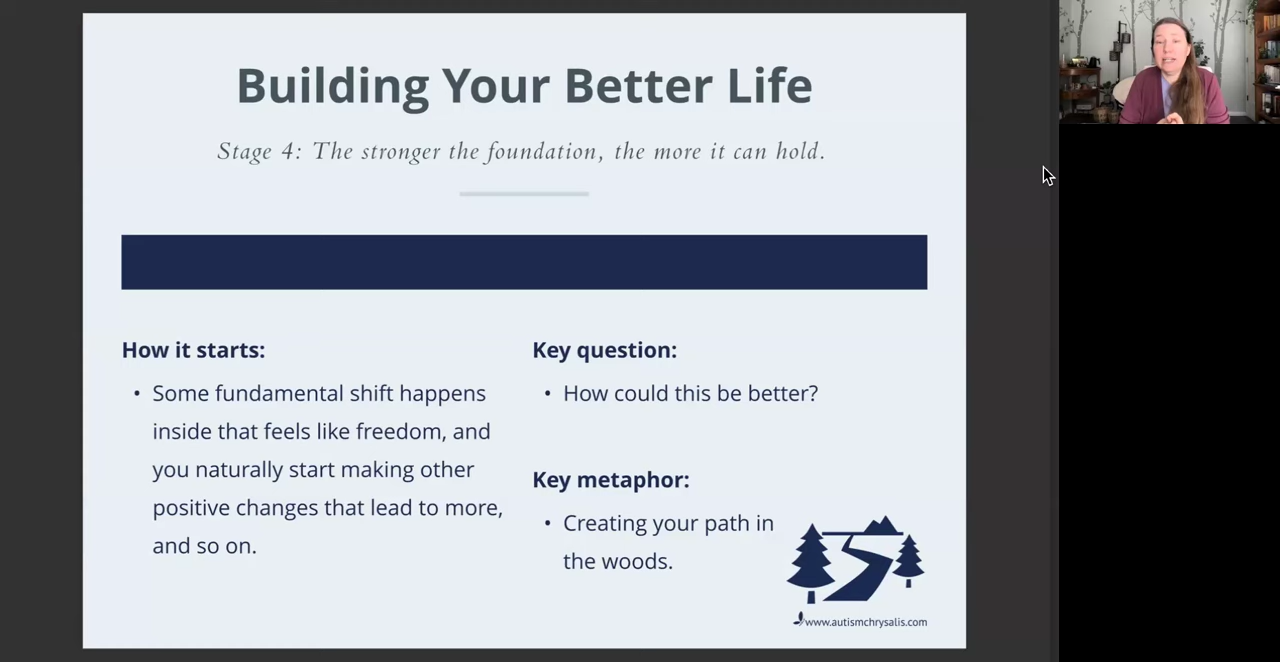 Building Your Better Life
Stage 4: The stronger the foundation, the more it can hold.
How it starts:
• Some fundamental shift happens
inside that feels like freedom, and
you naturally start making other
positive changes that lead to more,
and so on.
Key question:
• How could this be better?
Key metaphor:
• Creating your path in
the woods.
www.autismchrysalis.com